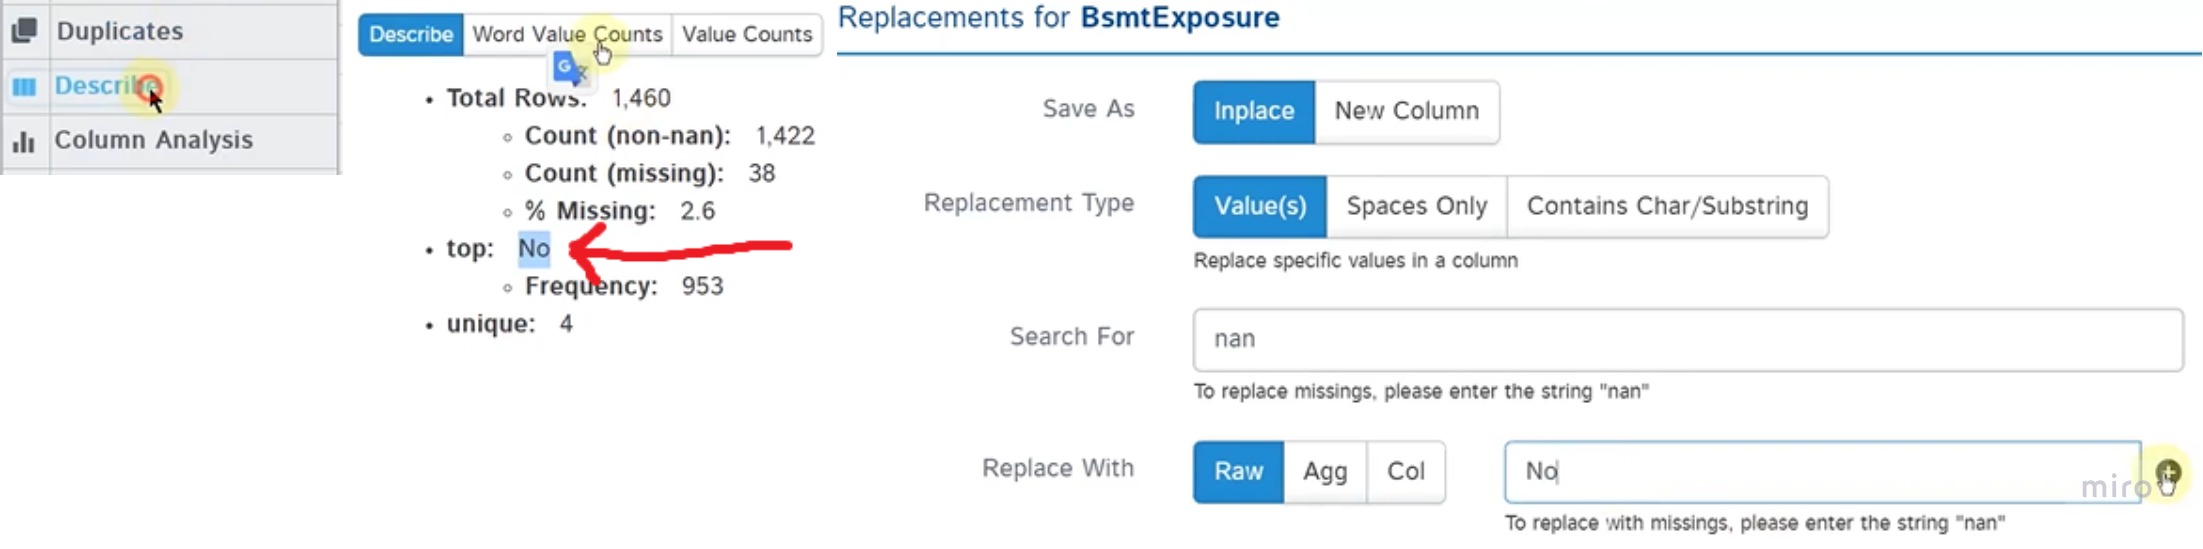 Duplicates
Describe
Column Analysis
Describe Word Value Counts Value Counts
Total Rows: 1,460
Count (non-nan): 1,422
Count (missing): 38
% Missing: 2.6
top: No
Frequency: 953
unique: 4
Replacements for BsmtExposure
Save As Inplace New Column
Replacement Type Value(s) Spaces Only Contains Char/Substring
Replace specific values in a column
Search For nan
To replace missings, please enter the string "nan"
Replace With Raw Agg Col No
miro
To replace with missings, please enter the string "nan"